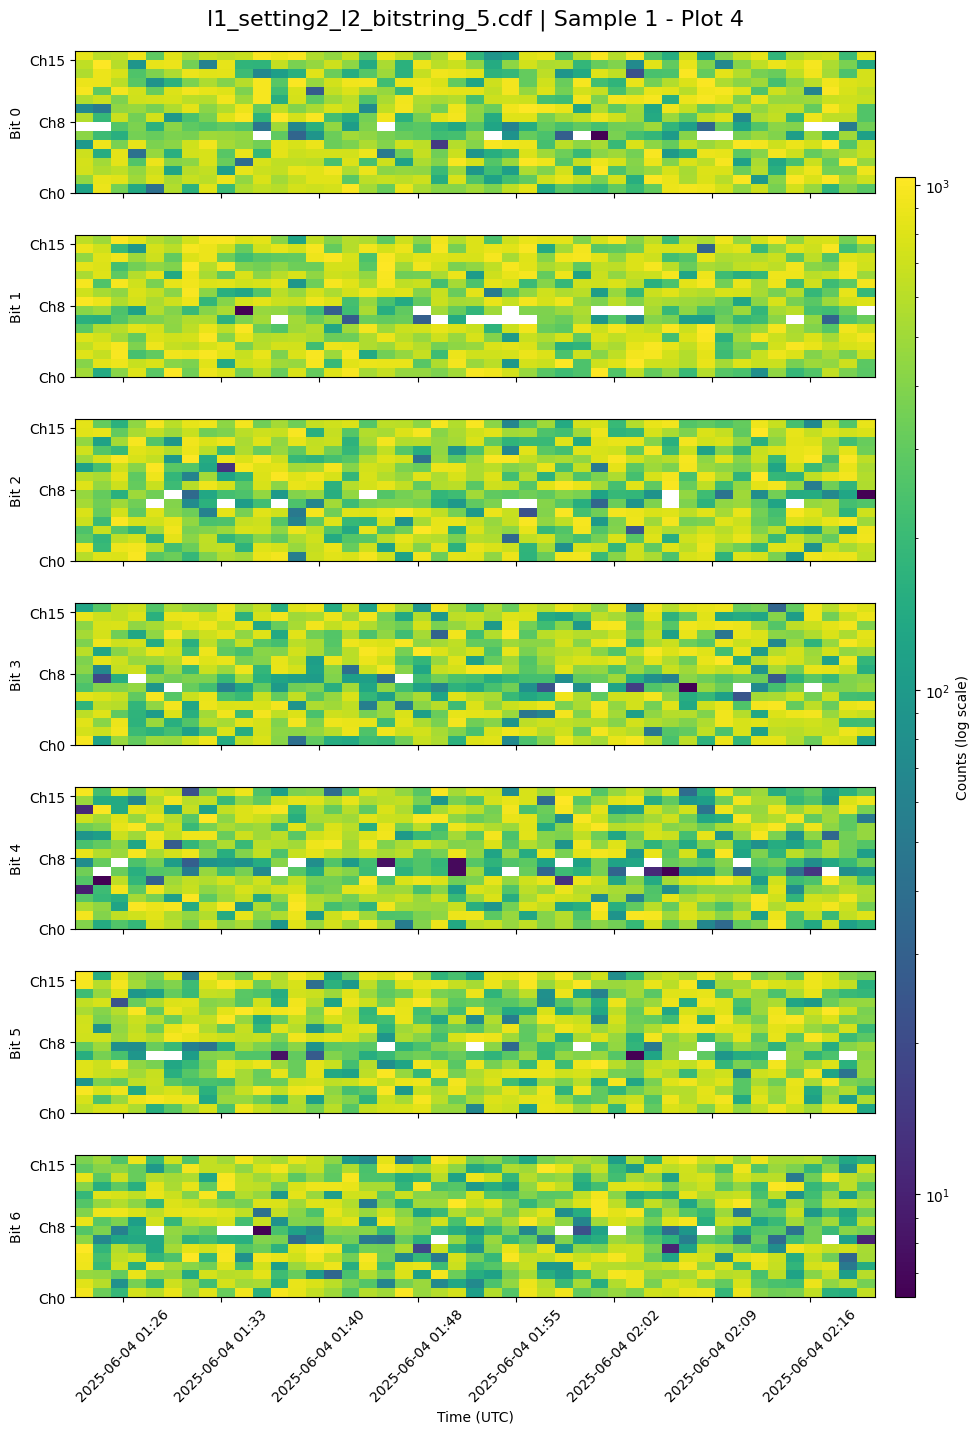 l1_setting2_l2_bitstring_5.cdf | Sample 1 - Plot 4
Bit 0
Ch15
Ch8
Ch0
Bit 1
Ch15
Ch8
Ch0
Bit 2
Ch15
Ch8
Ch0
Bit 3
Ch15
Ch8
Ch0
Bit 4
Ch15
Ch8
Ch0
Bit 5
Ch15
Ch8
Ch0
Bit 6
Ch15
Ch8
Ch0
2025-06-04 01:26
2025-06-04 01:33
2025-06-04 01:40
2025-06-04 01:48
2025-06-04 01:55
2025-06-04 02:02
2025-06-04 02:09
2025-06-04 02:16
Time (UTC)
10³
10²
10¹
Counts (log scale)